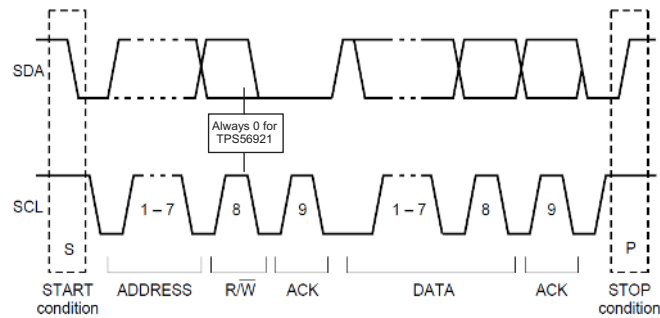 SDA
Always 0 for
TPS56921
SCL
1 – 7
8
9
1 – 7
8
9
S
P
START
condition
ADDRESS
R/W̅
ACK
DATA
ACK
STOP
condition